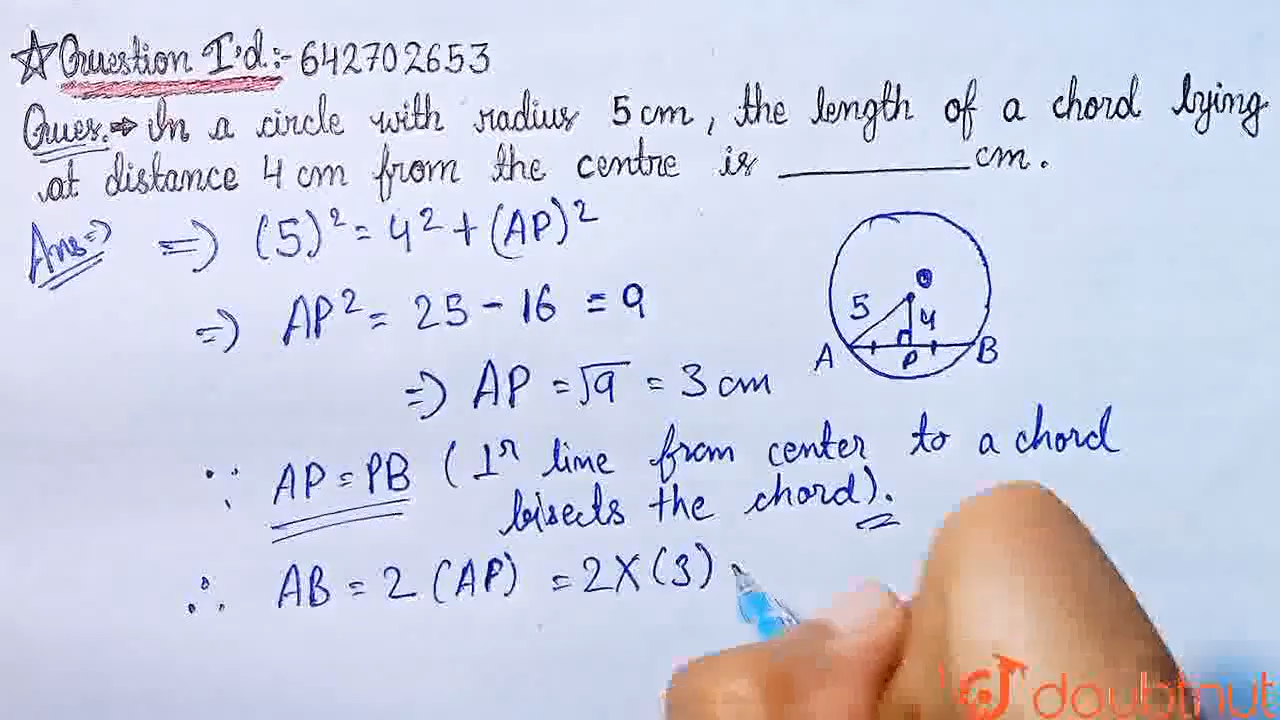 ☆Question I'd:-642702653
Ques.⇒ In a circle with radius 5 cm, the length of a chord lying
at distance 4 cm from the centre is ________ cm.
Ans⇒ ⇒ (5)² = 4² + (AP)²
⇒ AP² = 25 - 16 = 9
⇒ AP = √9 = 3 cm
∵ AP = PB (⊥r line from center to a chord
bisects the chord).
∴ AB = 2 (AP) = 2 X (3)
O
5
4
A
P
B
doubtnut